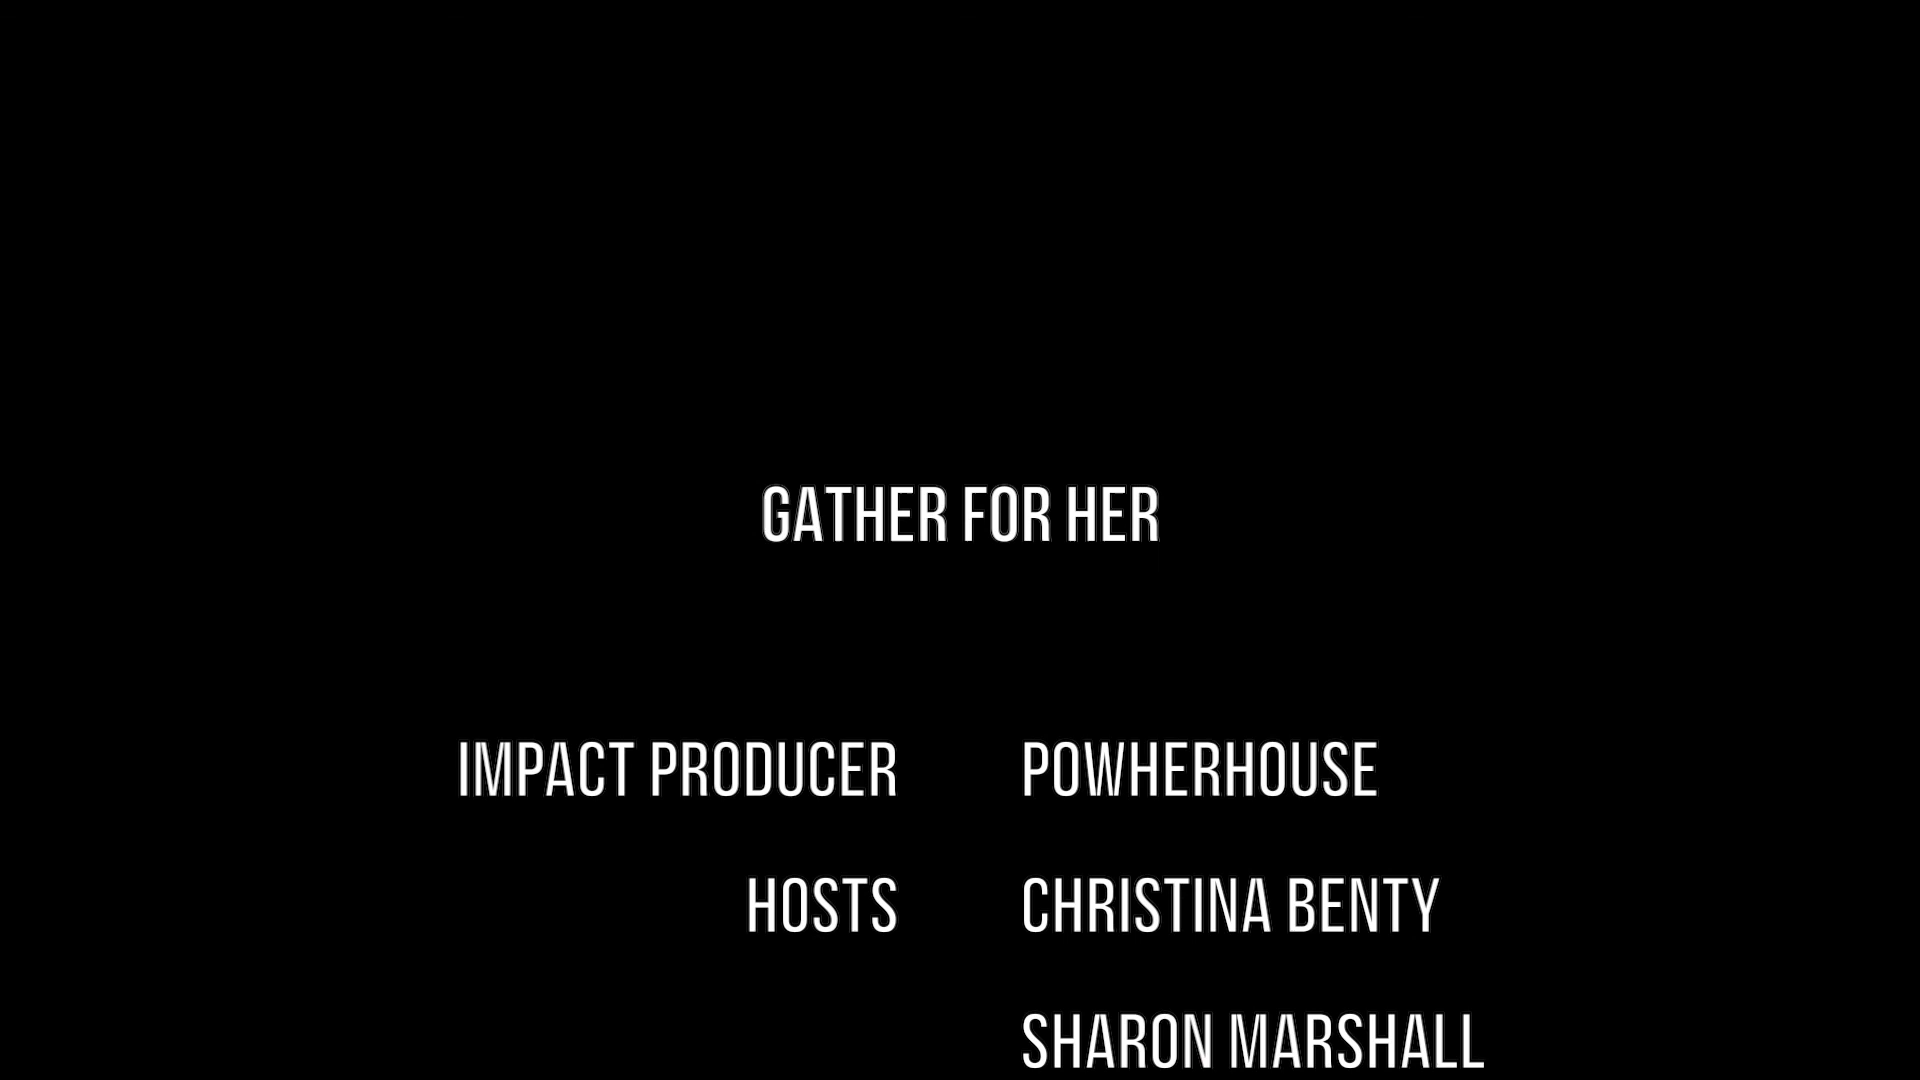 GATHER FOR HER
IMPACT PRODUCER POWHERHOUSE
HOSTS CHRISTINA BENTY
SHARON MARSHALL